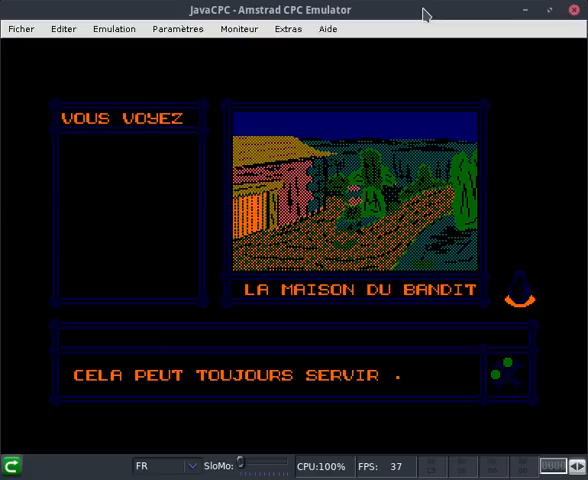 JavaCPC - Amstrad CPC Emulator
Ficher Editer Emulation Paramètres Moniteur Extras Aide
VOUS VOYEZ
LA MAISON DU BANDIT
CELA PEUT TOUJOURS SERVIR .
FR SloMo: CPU:100% FPS: 37